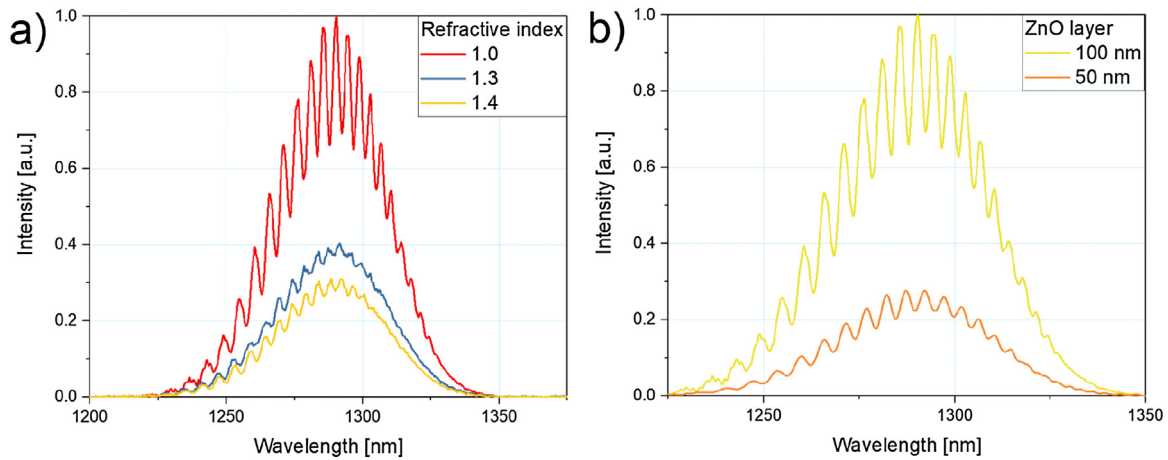 a)
Refractive index
1.0
1.3
1.4
1.0
0.8
0.6
0.4
0.2
0.0
Intensity [a.u.]
1200 1250 1300 1350
Wavelength [nm]
b)
ZnO layer
100 nm
50 nm
1.0
0.8
0.6
0.4
0.2
0.0
Intensity [a.u.]
1250 1300 1350
Wavelength [nm]